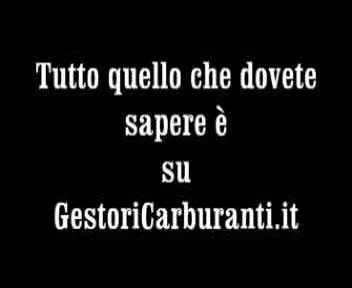 Tutto quello che dovete
sapere è
su
GestoriCarburanti.it